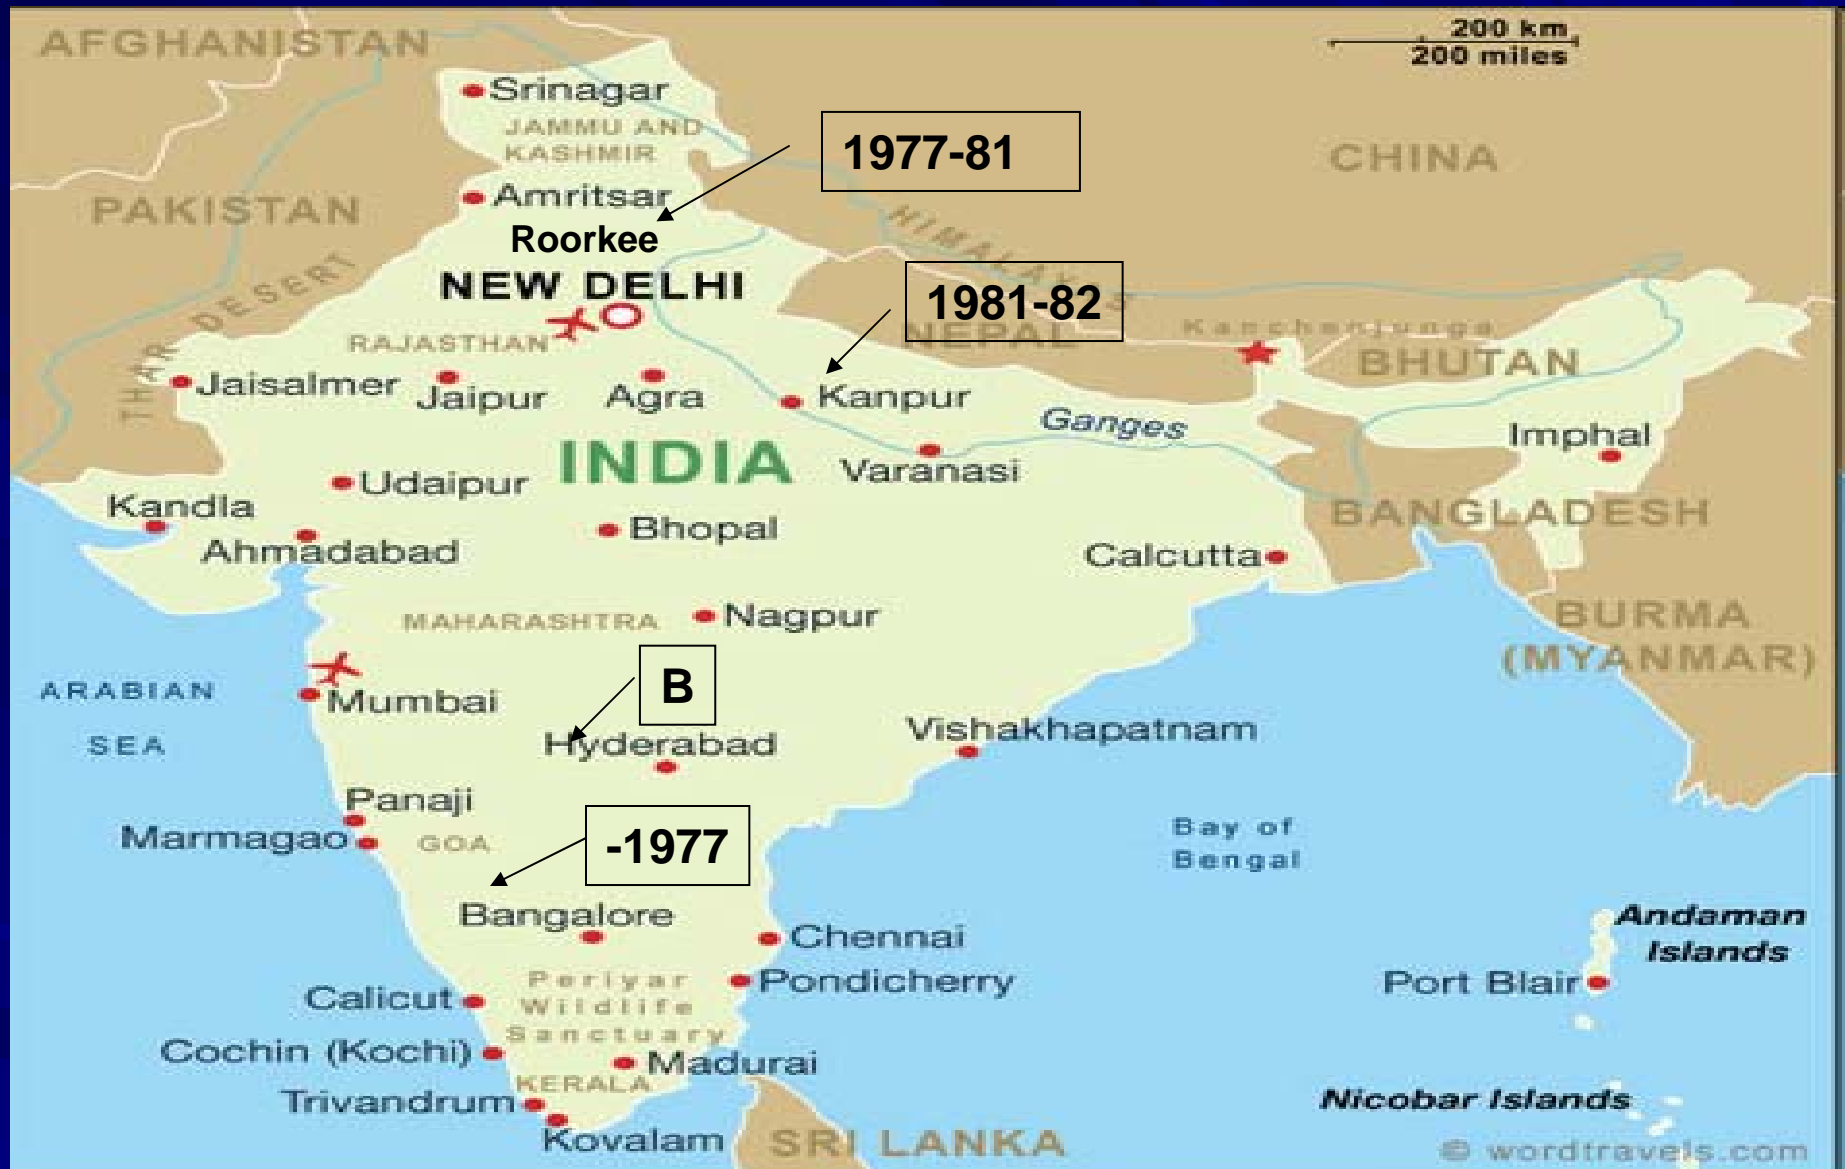 AFGHANISTAN
200 km
200 miles
Srinagar
JAMMU AND
KASHMIR
1977-81
CHINA
PAKISTAN
Amritsar
HIMALAYAS
Roorkee
THAR DESERT
NEW DELHI
1981-82
NEPAL
Kanchenjunga
RAJASTHAN
BHUTAN
Jaisalmer
Jaipur
Agra
Kanpur
Ganges
Imphal
INDIA
Varanasi
Udaipur
Kandla
BANGLADESH
Ahmadabad
Bhopal
Calcutta
MAHARASHTRA
Nagpur
BURMA
(MYANMAR)
ARABIAN
SEA
Mumbai
B
Hyderabad
Vishakhapatnam
Panaji
Marmagao
GOA
-1977
Bay of
Bengal
Bangalore
Chennai
Andaman
Islands
Periyar
Wildlife
Sanctuary
Pondicherry
Port Blair
Calicut
Cochin (Kochi)
Madurai
KERALA
Trivandrum
Nicobar Islands
Kovalam
SRI LANKA
© wordtravels.com